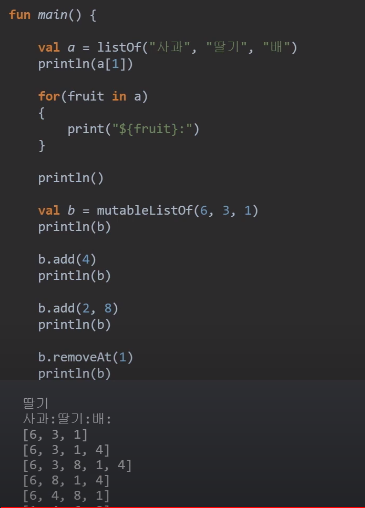 fun main() {
val a = listOf("사과", "딸기", "배")
println(a[1])
for(fruit in a)
{
print("${fruit}:")
}
println()
val b = mutableListOf(6, 3, 1)
println(b)
b.add(4)
println(b)
b.add(2, 8)
println(b)
b.removeAt(1)
println(b)
딸기
사과:딸기:배:
[6, 3, 1]
[6, 3, 1, 4]
[6, 3, 8, 1, 4]
[6, 8, 1, 4]
[6, 4, 8, 1]